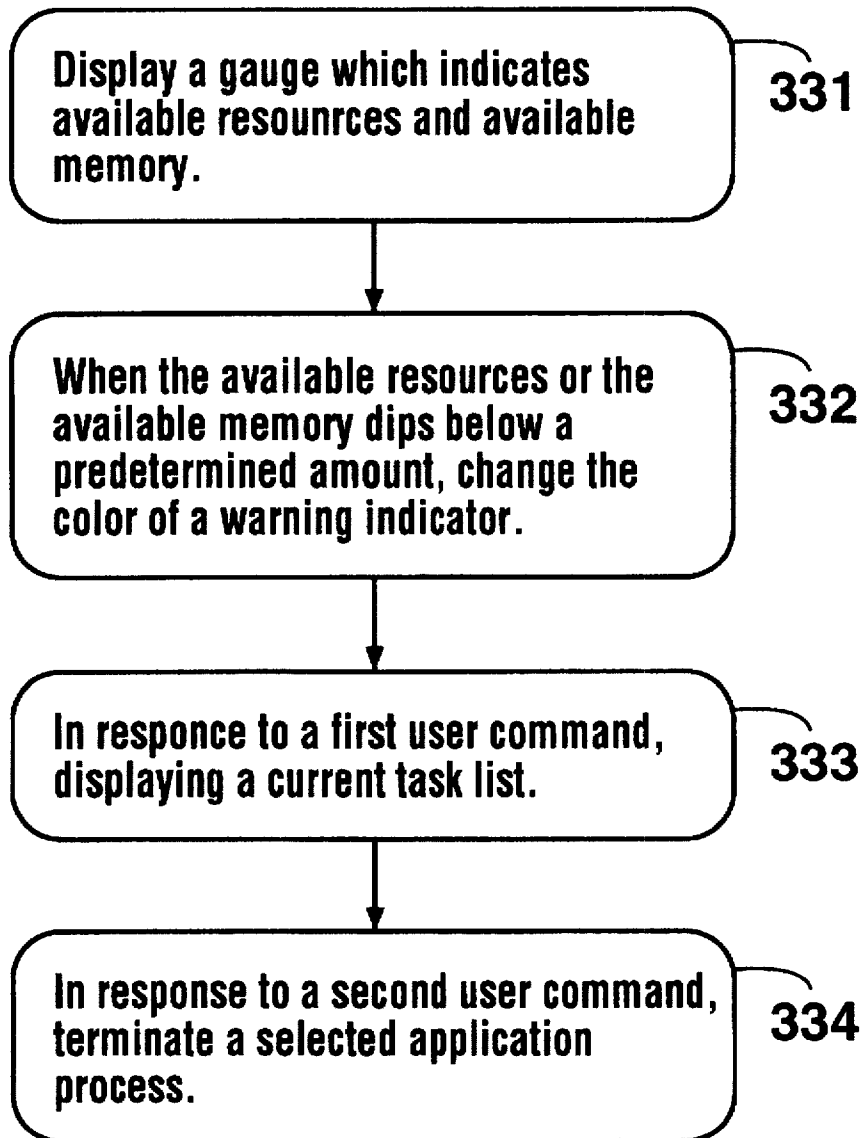 Display a gauge which indicates
available resounrces and available
memory.
331
When the available resources or the
available memory dips below a
predetermined amount, change the
color of a warning indicator.
332
In responce to a first user command,
displaying a current task list.
333
In response to a second user command,
terminate a selected application
process.
334